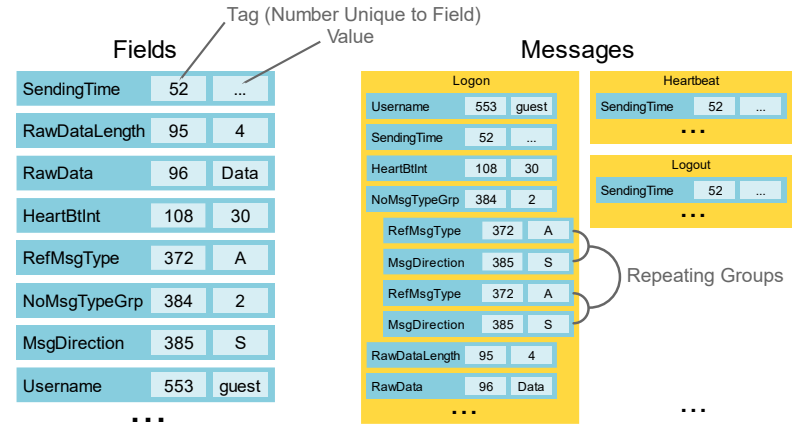 Tag (Number Unique to Field)
Value
Fields
SendingTime 52 ...
RawDataLength 95 4
RawData 96 Data
HeartBtInt 108 30
RefMsgType 372 A
NoMsgTypeGrp 384 2
MsgDirection 385 S
Username 553 guest
...
Messages
Logon
Username 553 guest
SendingTime 52 ...
HeartBtInt 108 30
NoMsgTypeGrp 384 2
RefMsgType 372 A
MsgDirection 385 S
RefMsgType 372 A
MsgDirection 385 S
RawDataLength 95 4
RawData 96 Data
...
Repeating Groups
Heartbeat
SendingTime 52 ...
...
Logout
SendingTime 52 ...
...
...